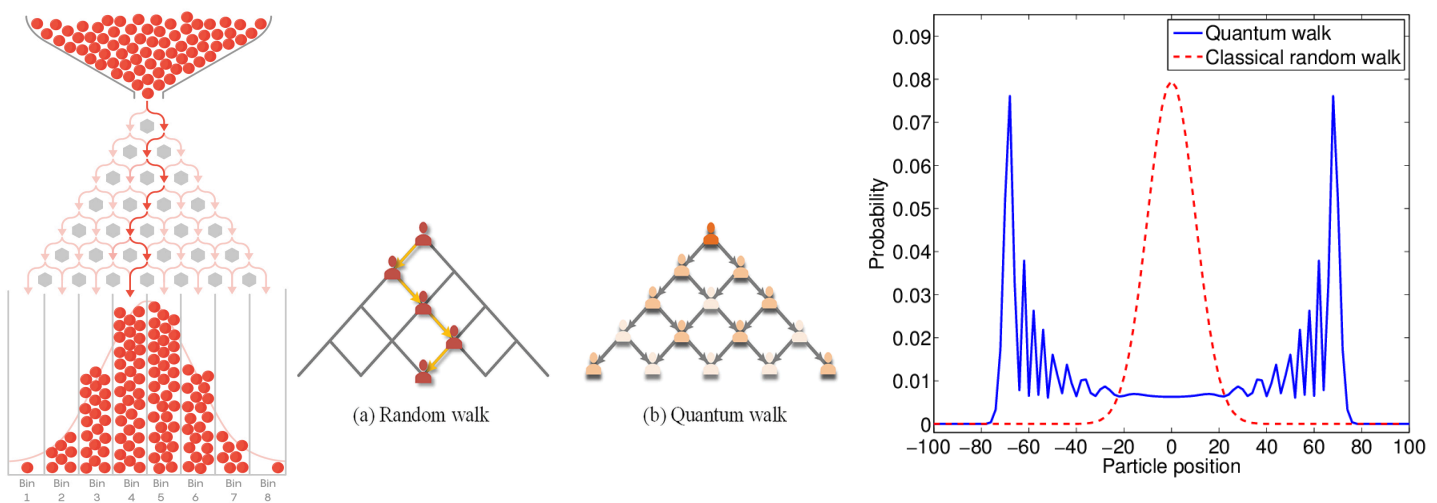 Bin 1
Bin 2
Bin 3
Bin 4
Bin 5
Bin 6
Bin 7
Bin 8
(a) Random walk
(b) Quantum walk
Quantum walk
Classical random walk
Probability
0.09
0.08
0.07
0.06
0.05
0.04
0.03
0.02
0.01
0
−100 −80 −60 −40 −20 0 20 40 60 80 100
Particle position